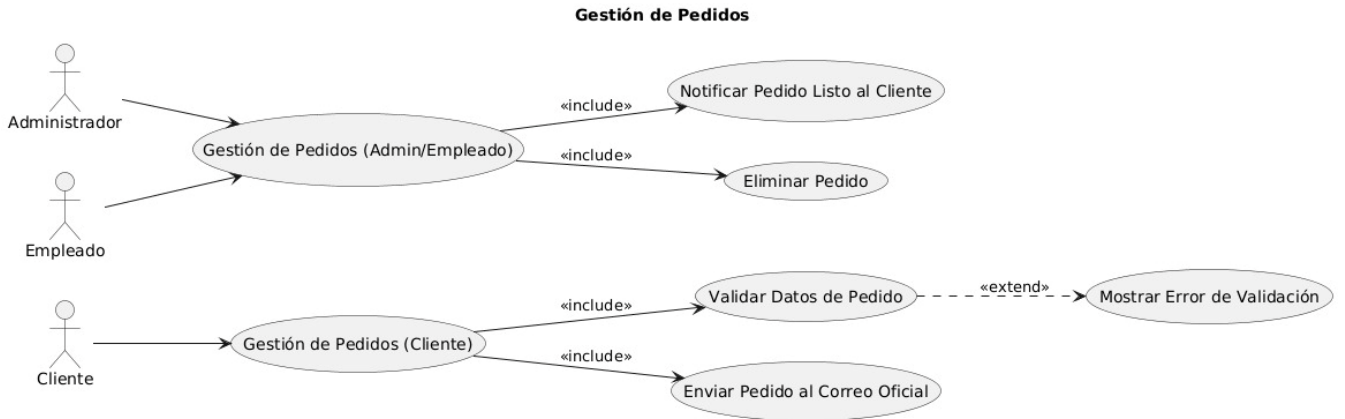 Gestión de Pedidos
Administrador
Empleado
Cliente
Gestión de Pedidos (Admin/Empleado)
Gestión de Pedidos (Cliente)
«include»
«include»
«include»
«include»
Notificar Pedido Listo al Cliente
Eliminar Pedido
Validar Datos de Pedido
Enviar Pedido al Correo Oficial
«extend»
Mostrar Error de Validación